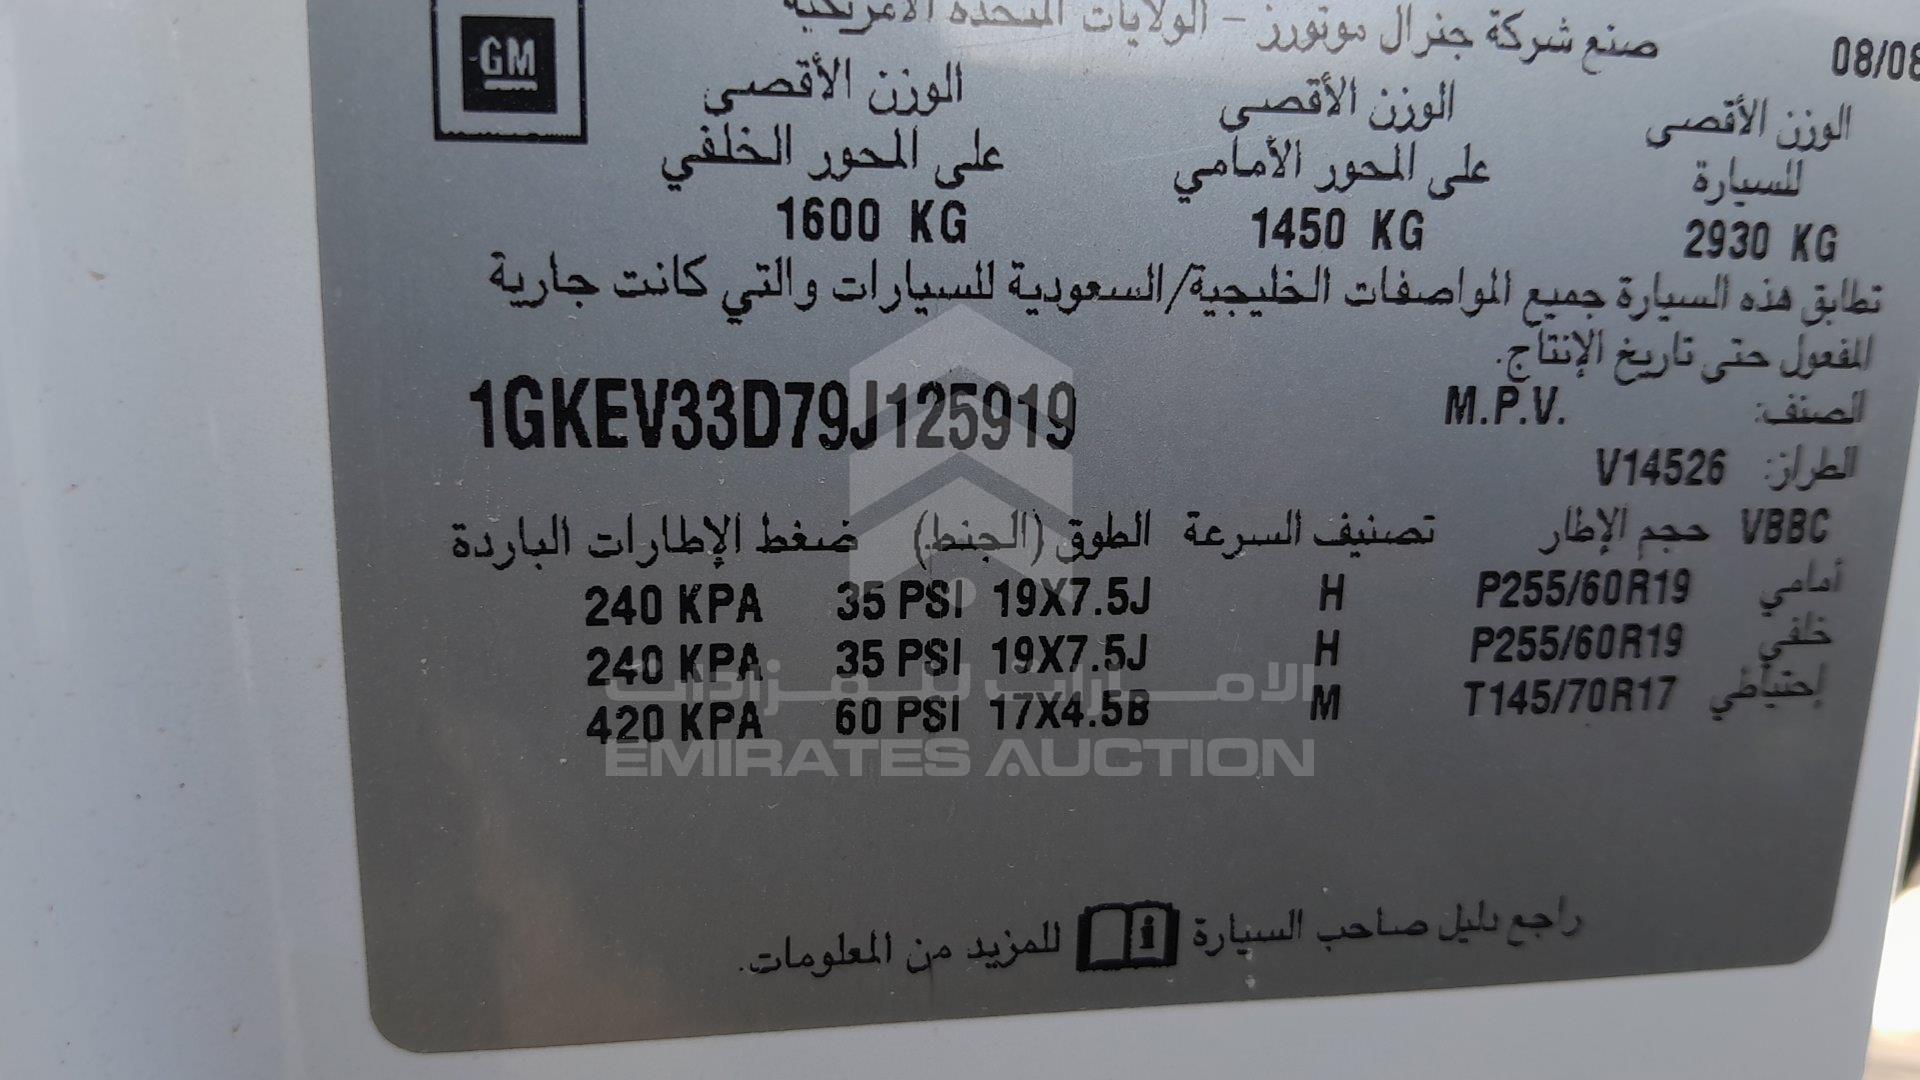 GM
صنع شركة جنرال موتورز - الولايات المتحدة الأمريكية 08/08
الوزن الأقصى الوزن الأقصى الوزن الأقصى
للسيارة على المحور الأمامي على المحور الخلفي
2930 KG 1450 KG 1600 KG
تطابق هذه السيارة جميع المواصفات الخليجية/السعودية للسيارات والتي كانت جارية
المفعول حتى تاريخ الإنتاج.
1GKEV33D79J125919
الصنف: M.P.V.
الطراز: V14526
VBBC حجم الإطار تصنيف السرعة الطوق (الجنط) ضغط الإطارات الباردة
أمامي P255/60R19 H 19X7.5J 35 PSI 240 KPA
خلفي P255/60R19 H 19X7.5J 35 PSI 240 KPA
إحتياطي T145/70R17 M 17X4.5B 60 PSI 420 KPA
الامارات للمزادات
EMIRATES AUCTION
راجع دليل صاحب السيارة i للمزيد من المعلومات.